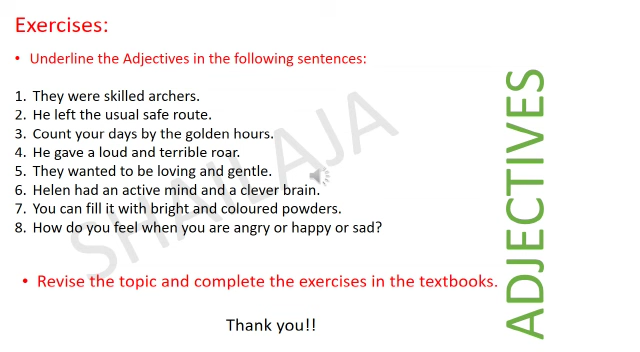 Exercises:
• Underline the Adjectives in the following sentences:
1. They were skilled archers.
2. He left the usual safe route.
3. Count your days by the golden hours.
4. He gave a loud and terrible roar.
5. They wanted to be loving and gentle.
6. Helen had an active mind and a clever brain.
7. You can fill it with bright and coloured powders.
8. How do you feel when you are angry or happy or sad?
• Revise the topic and complete the exercises in the textbooks.
Thank you!!
ADJECTIVES
SHAILAJA